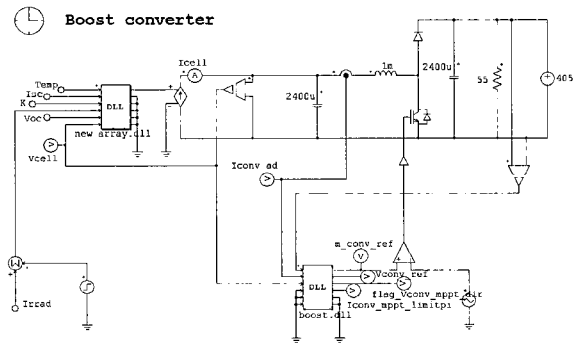 Boost converter
Icell
1m
2400u
2400u
55
405
A
Temp
Isc
K
Voc
DLL
new array.dll
V
Vcell
Iconv ad
V
m_conv_ref
V
DLL
Vconv_ref
V
flag_Vconv_mppt_dir
V
Iconv_mppt_limitpi
V
boost.dll
Irrad